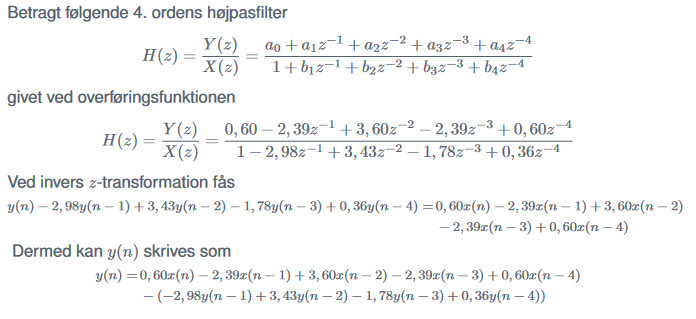 Betragt følgende 4. ordens højpasfilter
H(z) = \frac{Y(z)}{X(z)} = \frac{a_0 + a_1z^{-1} + a_2z^{-2} + a_3z^{-3} + a_4z^{-4}}{1 + b_1z^{-1} + b_2z^{-2} + b_3z^{-3} + b_4z^{-4}}
givet ved overføringsfunktionen
H(z) = \frac{Y(z)}{X(z)} = \frac{0,60 − 2,39z^{-1} + 3,60z^{-2} − 2,39z^{-3} + 0,60z^{-4}}{1 − 2,98z^{-1} + 3,43z^{-2} − 1,78z^{-3} + 0,36z^{-4}}
Ved invers z-transformation fås
y(n) − 2,98y(n − 1) + 3,43y(n − 2) − 1,78y(n − 3) + 0,36y(n − 4) = 0,60x(n) − 2,39x(n − 1) + 3,60x(n − 2)
− 2,39x(n − 3) + 0,60x(n − 4)
Dermed kan y(n) skrives som
y(n) = 0,60x(n) − 2,39x(n − 1) + 3,60x(n − 2) − 2,39x(n − 3) + 0,60x(n − 4)
− (−2,98y(n − 1) + 3,43y(n − 2) − 1,78y(n − 3) + 0,36y(n − 4))